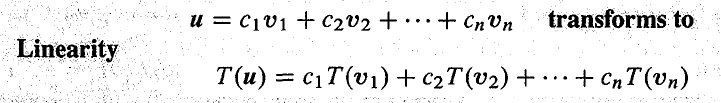 u = c₁v₁ + c₂v₂ + ··· + cₙvₙ transforms to
Linearity
T(u) = c₁T(v₁) + c₂T(v₂) + ··· + cₙT(vₙ)